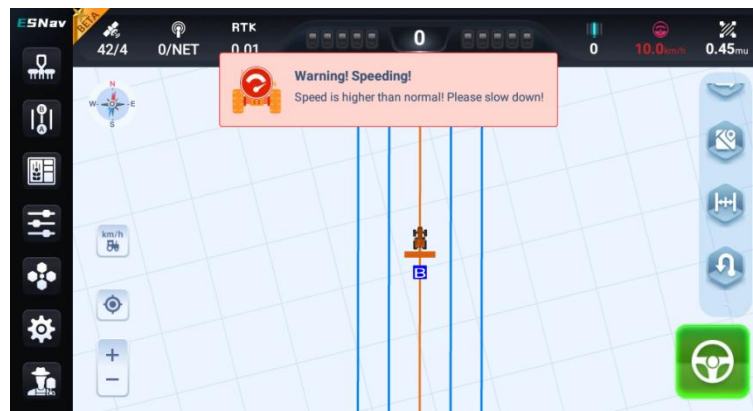 ESNav
BETA
42/4
0/NET
RTK
0.01
0
0
10.0km/h
0.45mu
Warning! Speeding!
Speed is higher than normal! Please slow down!
N
W
E
S
B
A
km/h
+
−
B